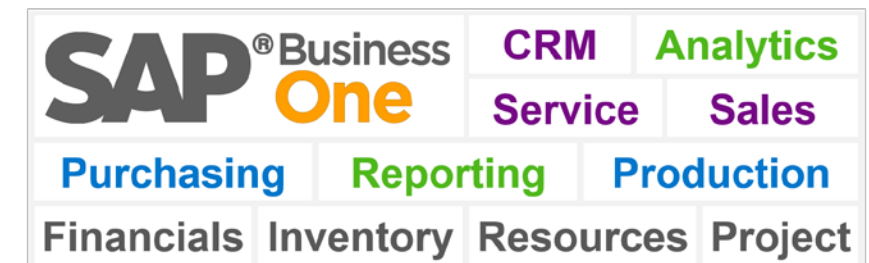 SAP® Business One
CRM
Analytics
Service
Sales
Purchasing
Reporting
Production
Financials
Inventory
Resources
Project